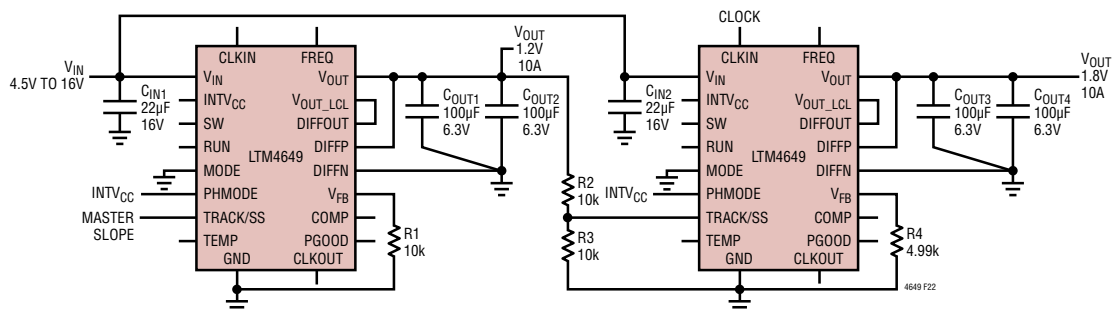 CLOCK
VOUT
1.2V
10A
VIN
4.5V TO 16V
CIN1
22µF
16V
CLKIN
FREQ
VIN
VOUT
INTVCC
VOUT_LCL
SW
DIFFOUT
RUN
DIFFP
LTM4649
MODE
DIFFN
PHMODE
VFB
TRACK/SS
COMP
TEMP
PGOOD
GND
CLKOUT
INTVCC
MASTER
SLOPE
COUT1
100µF
6.3V
COUT2
100µF
6.3V
R1
10k
R2
10k
R3
10k
CIN2
22µF
16V
INTVCC
CLKIN
FREQ
VIN
VOUT
INTVCC
VOUT_LCL
SW
DIFFOUT
RUN
DIFFP
LTM4649
MODE
DIFFN
PHMODE
VFB
TRACK/SS
COMP
TEMP
PGOOD
GND
CLKOUT
COUT3
100µF
6.3V
COUT4
100µF
6.3V
VOUT
1.8V
10A
R4
4.99k
4649 F22